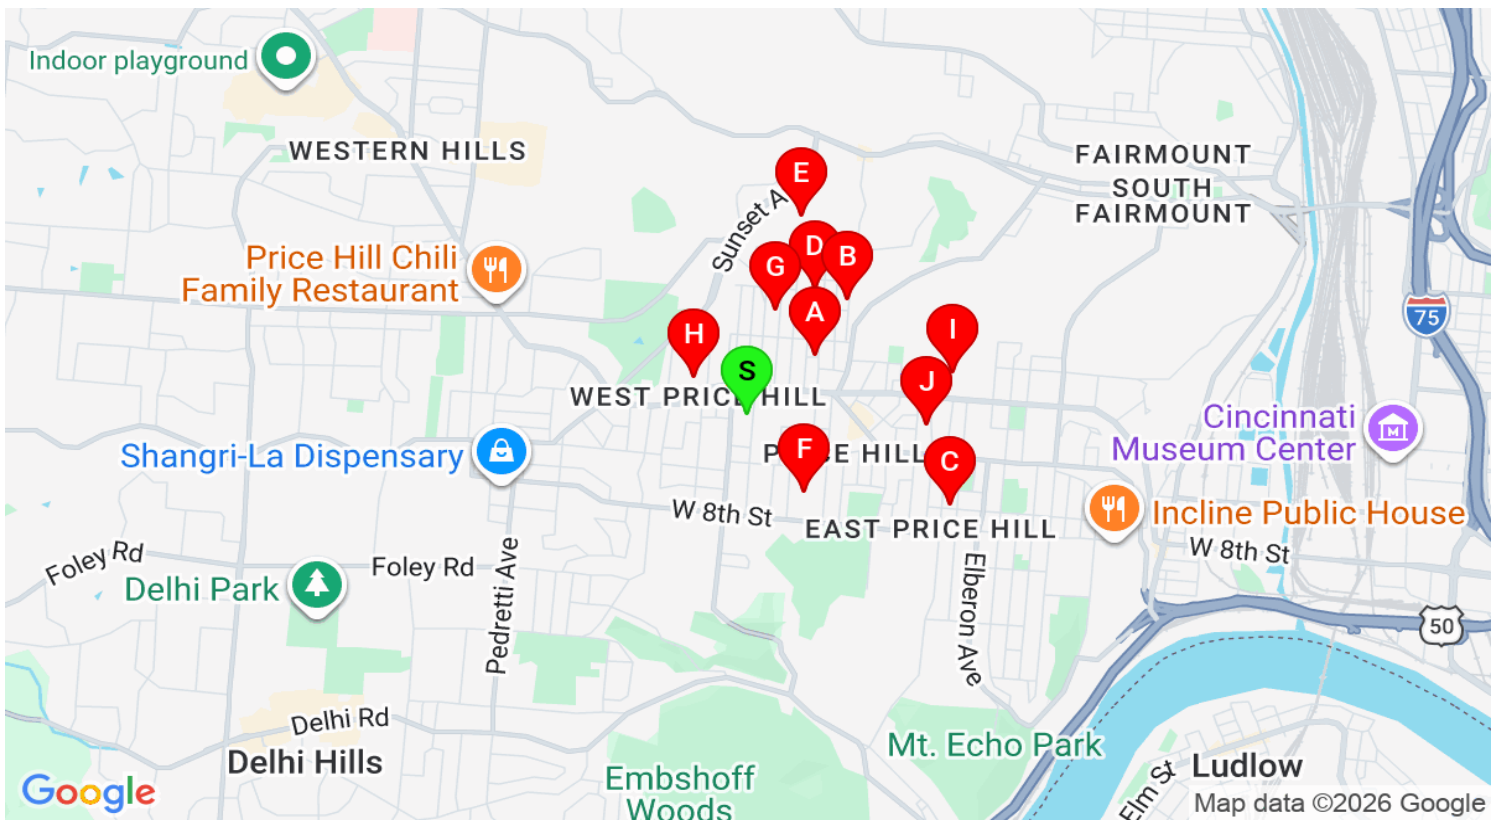 Indoor playground
WESTERN HILLS
FAIRMOUNT
SOUTH
FAIRMOUNT
E
Sunset A
D
B
G
Price Hill Chili
Family Restaurant
A
75
H
I
S
J
WEST PRICE HILL
Cincinnati
Museum Center
M
Shangri-La Dispensary
F
HILL
C
W 8th St
EAST PRICE HILL
Incline Public House
W 8th St
Foley Rd
Foley Rd
Delhi Park
Pedretti Ave
Elberon Ave
50
Delhi Rd
Mt. Echo Park
Delhi Hills
Embshoff
Woods
Ludlow
Elm St
Google
Map data ©2026 Google